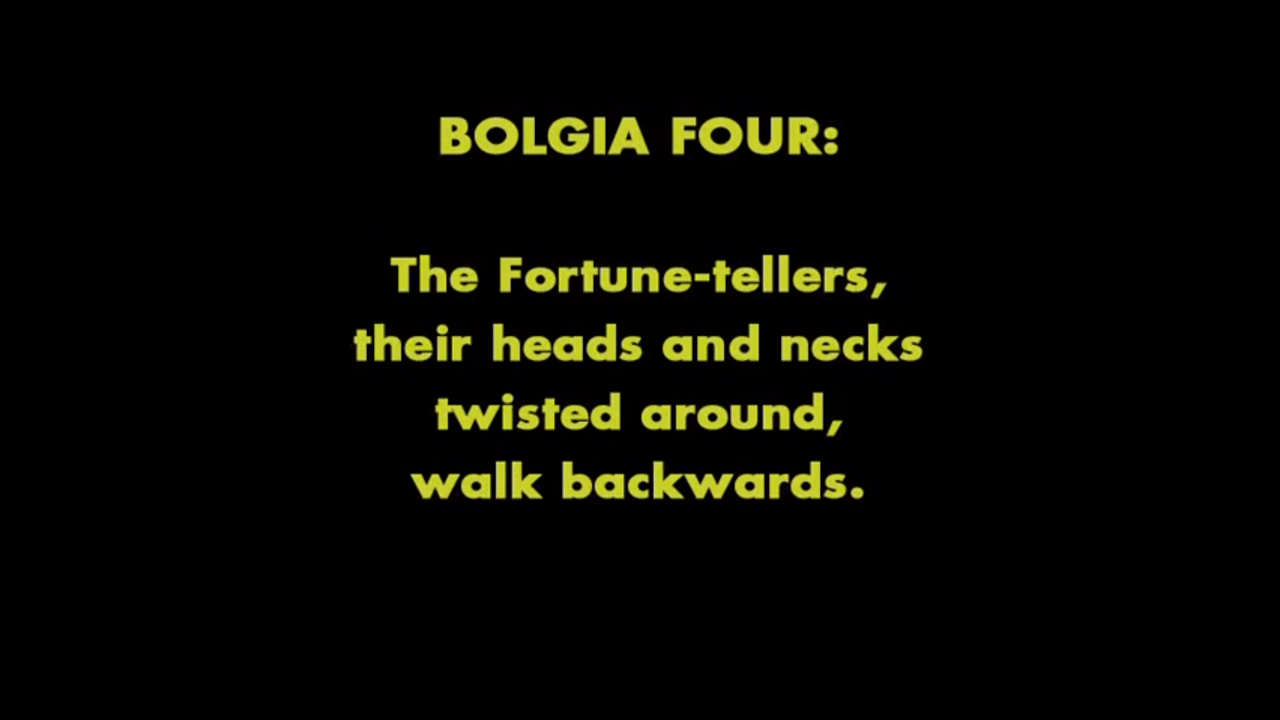 BOLGIA FOUR:
The Fortune-tellers,
their heads and necks
twisted around,
walk backwards.